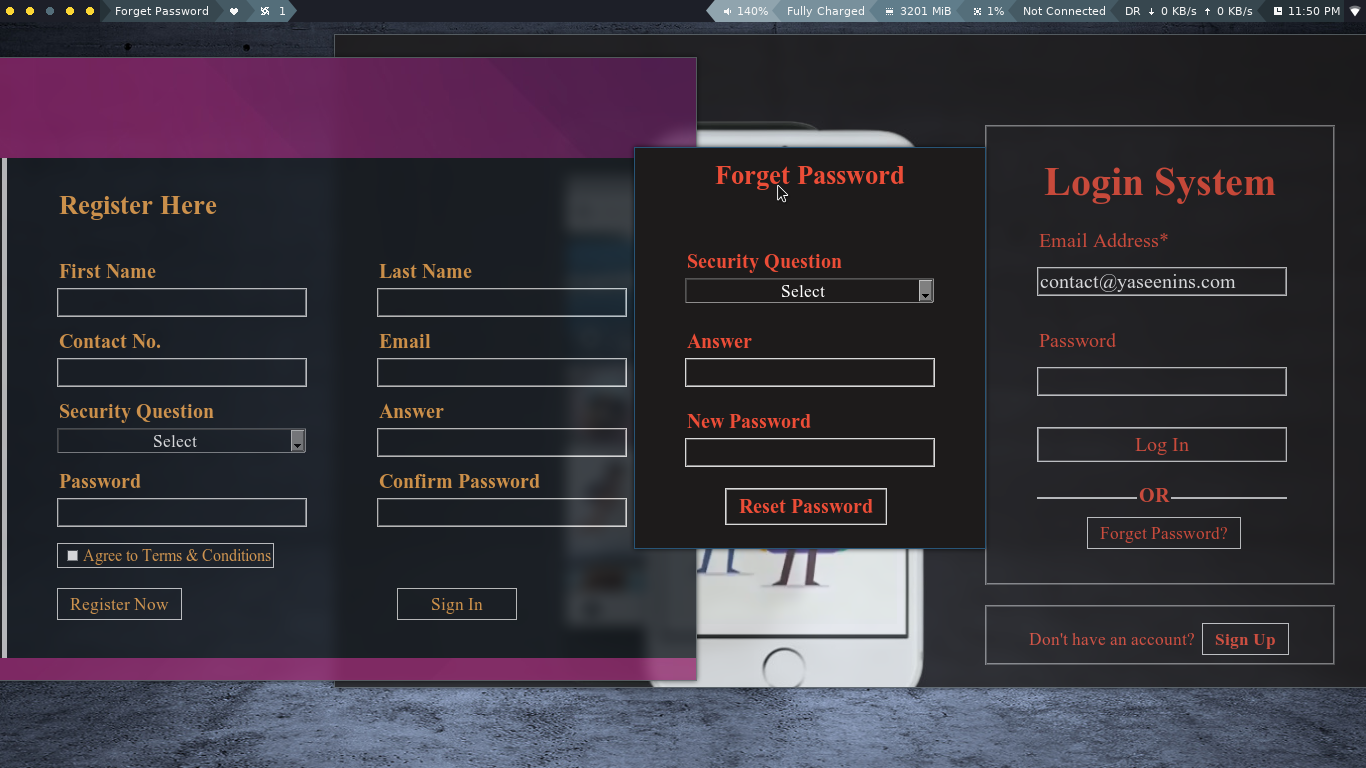 Forget Password
1
140%
Fully Charged
3201 MiB
1%
Not Connected
DR ↓ 0 KB/s ↑ 0 KB/s
11:50 PM
Register Here
First Name
Last Name
Contact No.
Email
Security Question
Answer
Select
Password
Confirm Password
Agree to Terms & Conditions
Register Now
Sign In
Forget Password
Security Question
Select
Answer
New Password
Reset Password
Login System
Email Address*
contact@yaseenins.com
Password
Log In
OR
Forget Password?
Don't have an account?
Sign Up